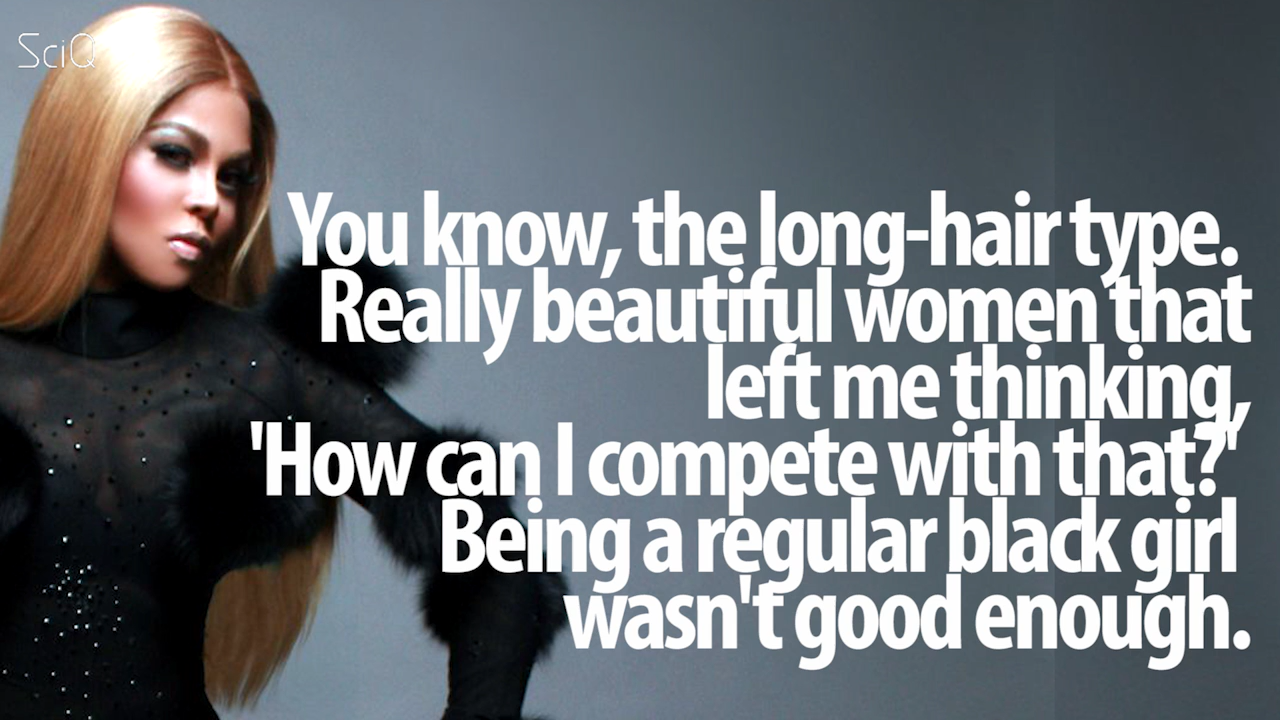 SciQ
You know, the long-hair type.
Really beautiful women that
left me thinking,
'How can I compete with that?'
Being a regular black girl
wasn't good enough.